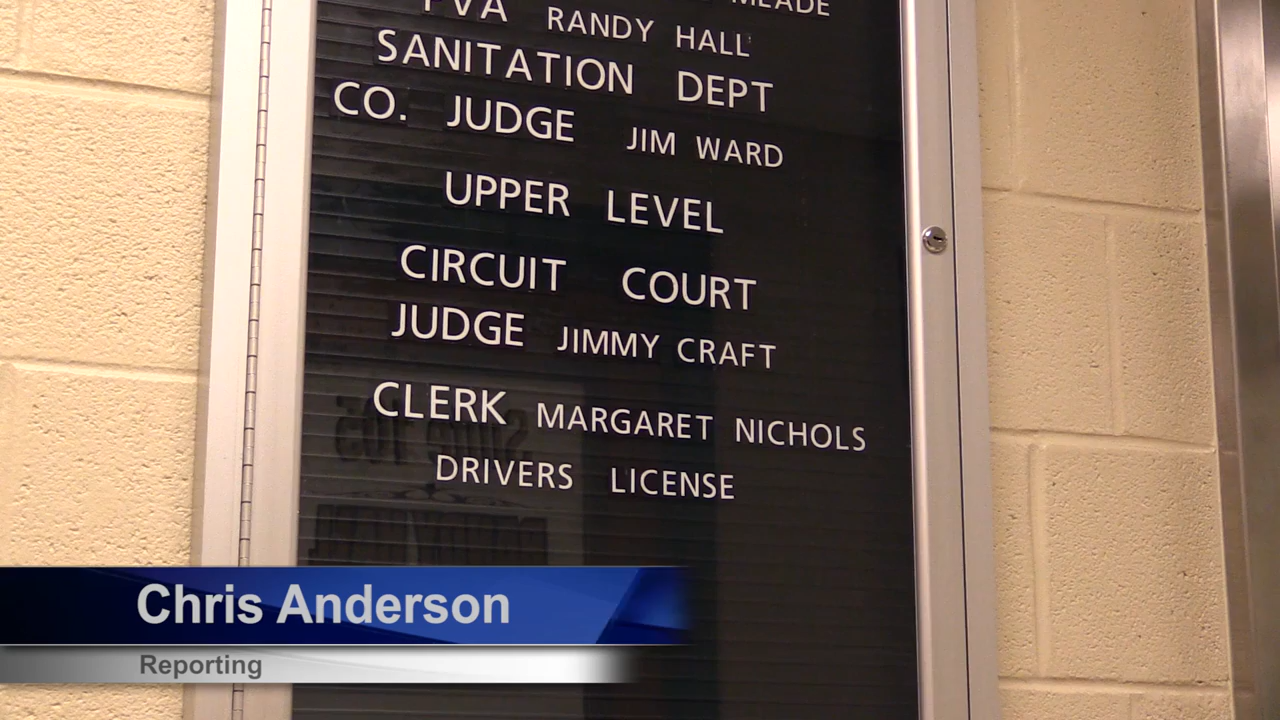 MEADE
PVA RANDY HALL
SANITATION DEPT
CO. JUDGE JIM WARD
UPPER LEVEL
CIRCUIT COURT
JUDGE JIMMY CRAFT
CLERK MARGARET NICHOLS
DRIVERS LICENSE
Chris Anderson
Reporting